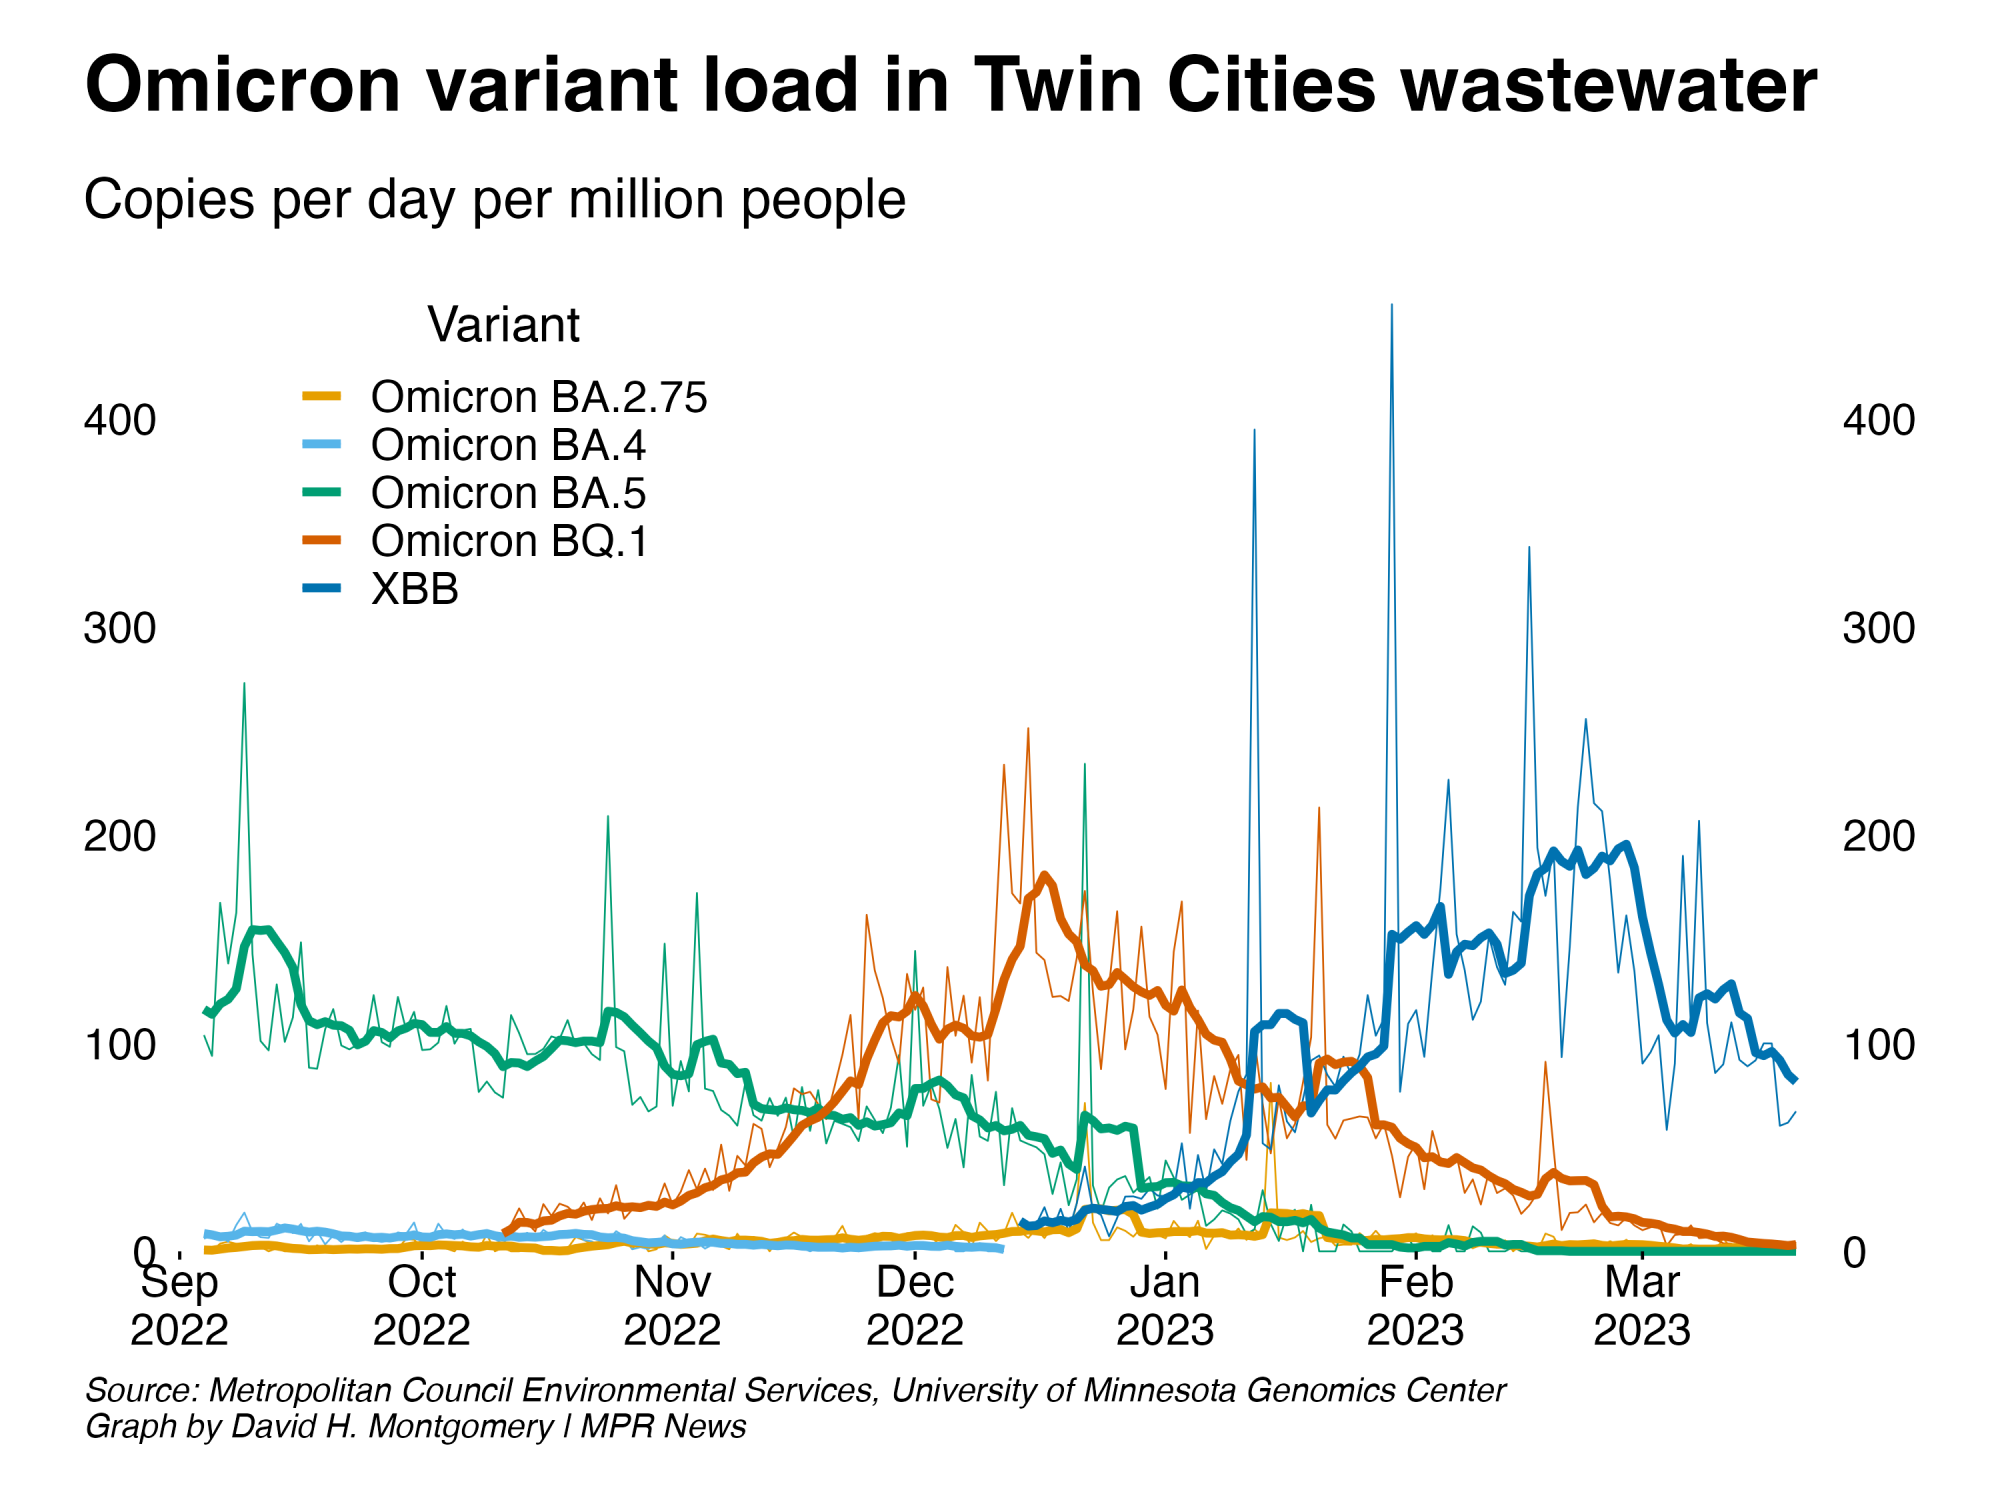 Omicron variant load in Twin Cities wastewater
Copies per day per million people
Variant
Omicron BA.2.75
Omicron BA.4
Omicron BA.5
Omicron BQ.1
XBB
400 400
300 300
200 200
100 100
0 0
Sep Oct Nov Dec Jan Feb Mar
2022 2022 2022 2022 2023 2023 2023
Source: Metropolitan Council Environmental Services, University of Minnesota Genomics Center
Graph by David H. Montgomery | MPR News